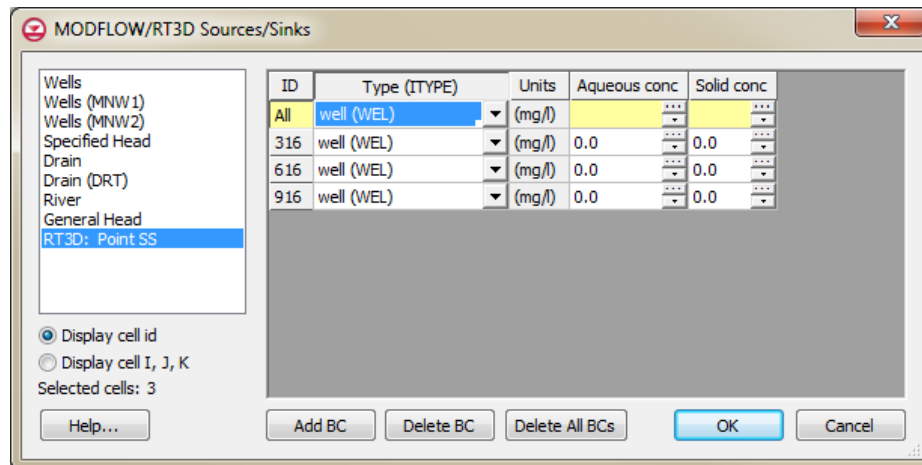 MODFLOW/RT3D Sources/Sinks
Wells
Wells (MNW1)
Wells (MNW2)
Specified Head
Drain
Drain (DRT)
River
General Head
RT3D: Point SS
ID Type (ITYPE) Units Aqueous conc Solid conc
All well (WEL) (mg/l)
316 well (WEL) (mg/l) 0.0 0.0
616 well (WEL) (mg/l) 0.0 0.0
916 well (WEL) (mg/l) 0.0 0.0
Display cell id
Display cell I, J, K
Selected cells: 3
Help... Add BC Delete BC Delete All BCs OK Cancel